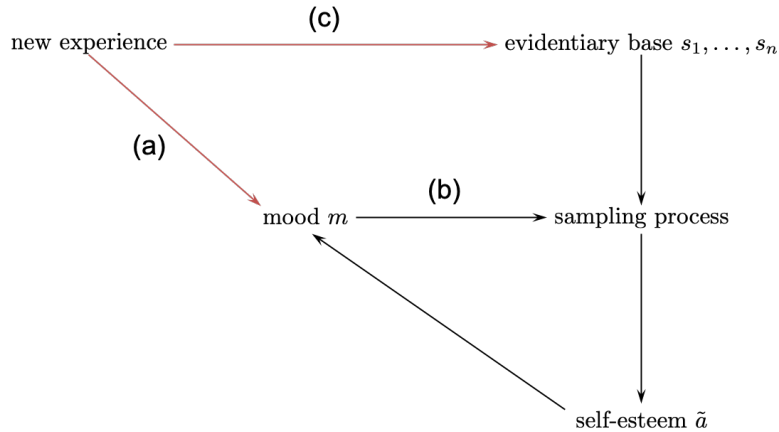 (c)
new experience
evidentiary base s₁, . . . , sₙ
(a)
(b)
mood m
sampling process
self-esteem ã